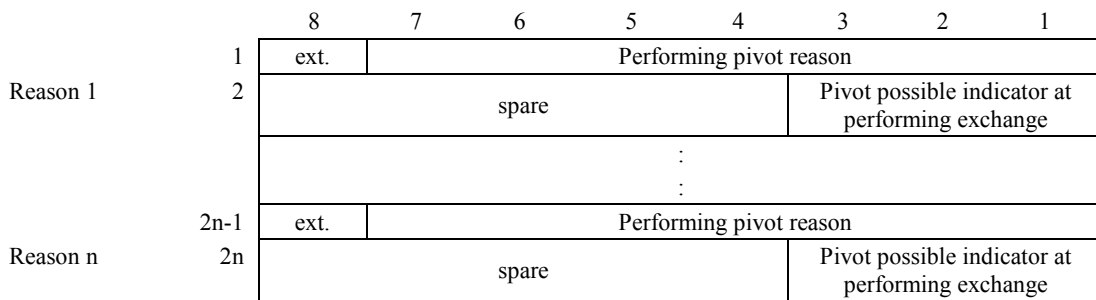 8 7 6 5 4 3 2 1
1 ext. Performing pivot reason
Reason 1 2 spare Pivot possible indicator at
performing exchange
:
:
2n-1 ext. Performing pivot reason
Reason n 2n spare Pivot possible indicator at
performing exchange